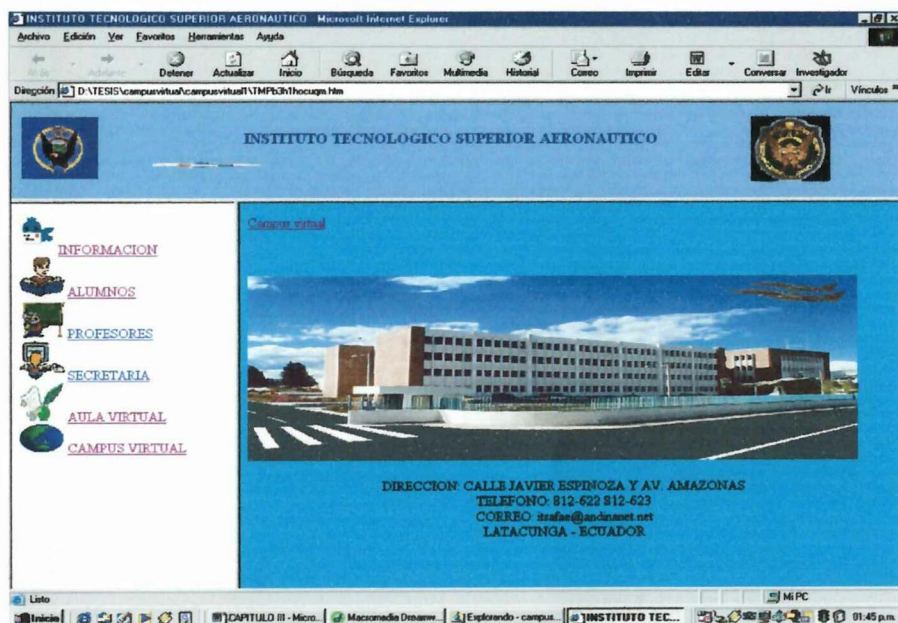 INSTITUTO TECNOLOGICO SUPERIOR AERONAUTICO - Microsoft Internet Explorer
Archivo Edición Ver Favoritos Herramientas Ayuda
Atrás Adelante Detener Actualizar Inicio Búsqueda Favoritos Multimedia Historial Correo Imprimir Editar Conversar Investigador
Dirección D:\TESIS\campusvirtual\campusvirtual1\TMPb3h1hocuqm.htm Ir Vínculos
INSTITUTO TECNOLOGICO SUPERIOR AERONAUTICO
Campus virtual
INFORMACION
ALUMNOS
PROFESORES
SECRETARIA
AULA VIRTUAL
CAMPUS VIRTUAL
DIRECCION: CALLE JAVIER ESPINOZA Y AV. AMAZONAS
TELEFONO: 812-622 812-623
CORREO: itsafae@andinanet.net
LATACUNGA - ECUADOR
Listo Mi PC
Inicio CAPITULO III - Micro... Macromedia Dreamw... Explorando - campus... INSTITUTO TEC... 01:45 p.m.